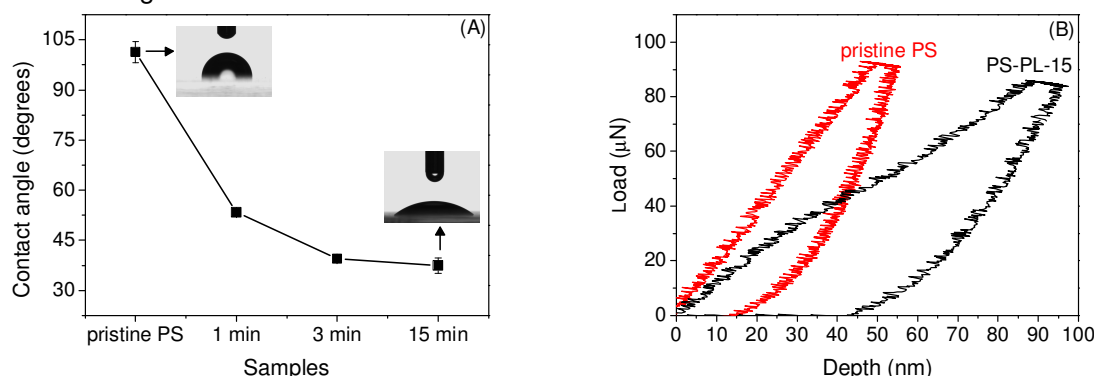 (A)
105
90
75
60
45
30
Contact angle (degrees)
pristine PS
1 min
3 min
15 min
Samples
(B)
pristine PS
PS-PL-15
100
80
60
40
20
0
Load (μN)
0 10 20 30 40 50 60 70 80 90 100
Depth (nm)